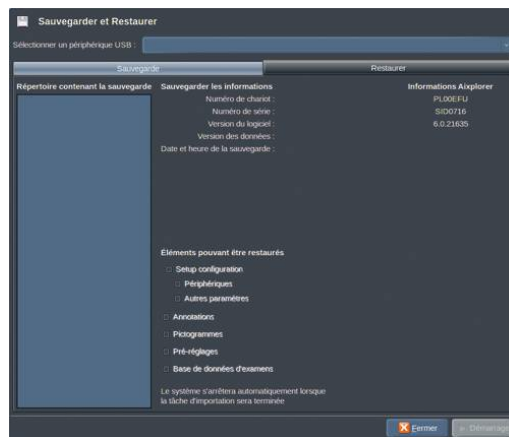 Sauvegarder et Restaurer
Sélectionner un périphérique USB :
Sauvegarde Restaurer
Répertoire contenant la sauvegarde Sauvegarder les informations Informations Aixplorer
Numéro de chariot : PL00EFU
Numéro de série : SID0716
Version du logiciel : 6.0.21635
Version des données :
Date et heure de la sauvegarde :
Éléments pouvant être restaurés
Setup configuration
Périphériques
Autres paramètres
Annotations
Pictogrammes
Pré-réglages
Base de données d'examens
Le système s'arrêtera automatiquement lorsque
la tâche d'importation sera terminée
Fermer Démarrage